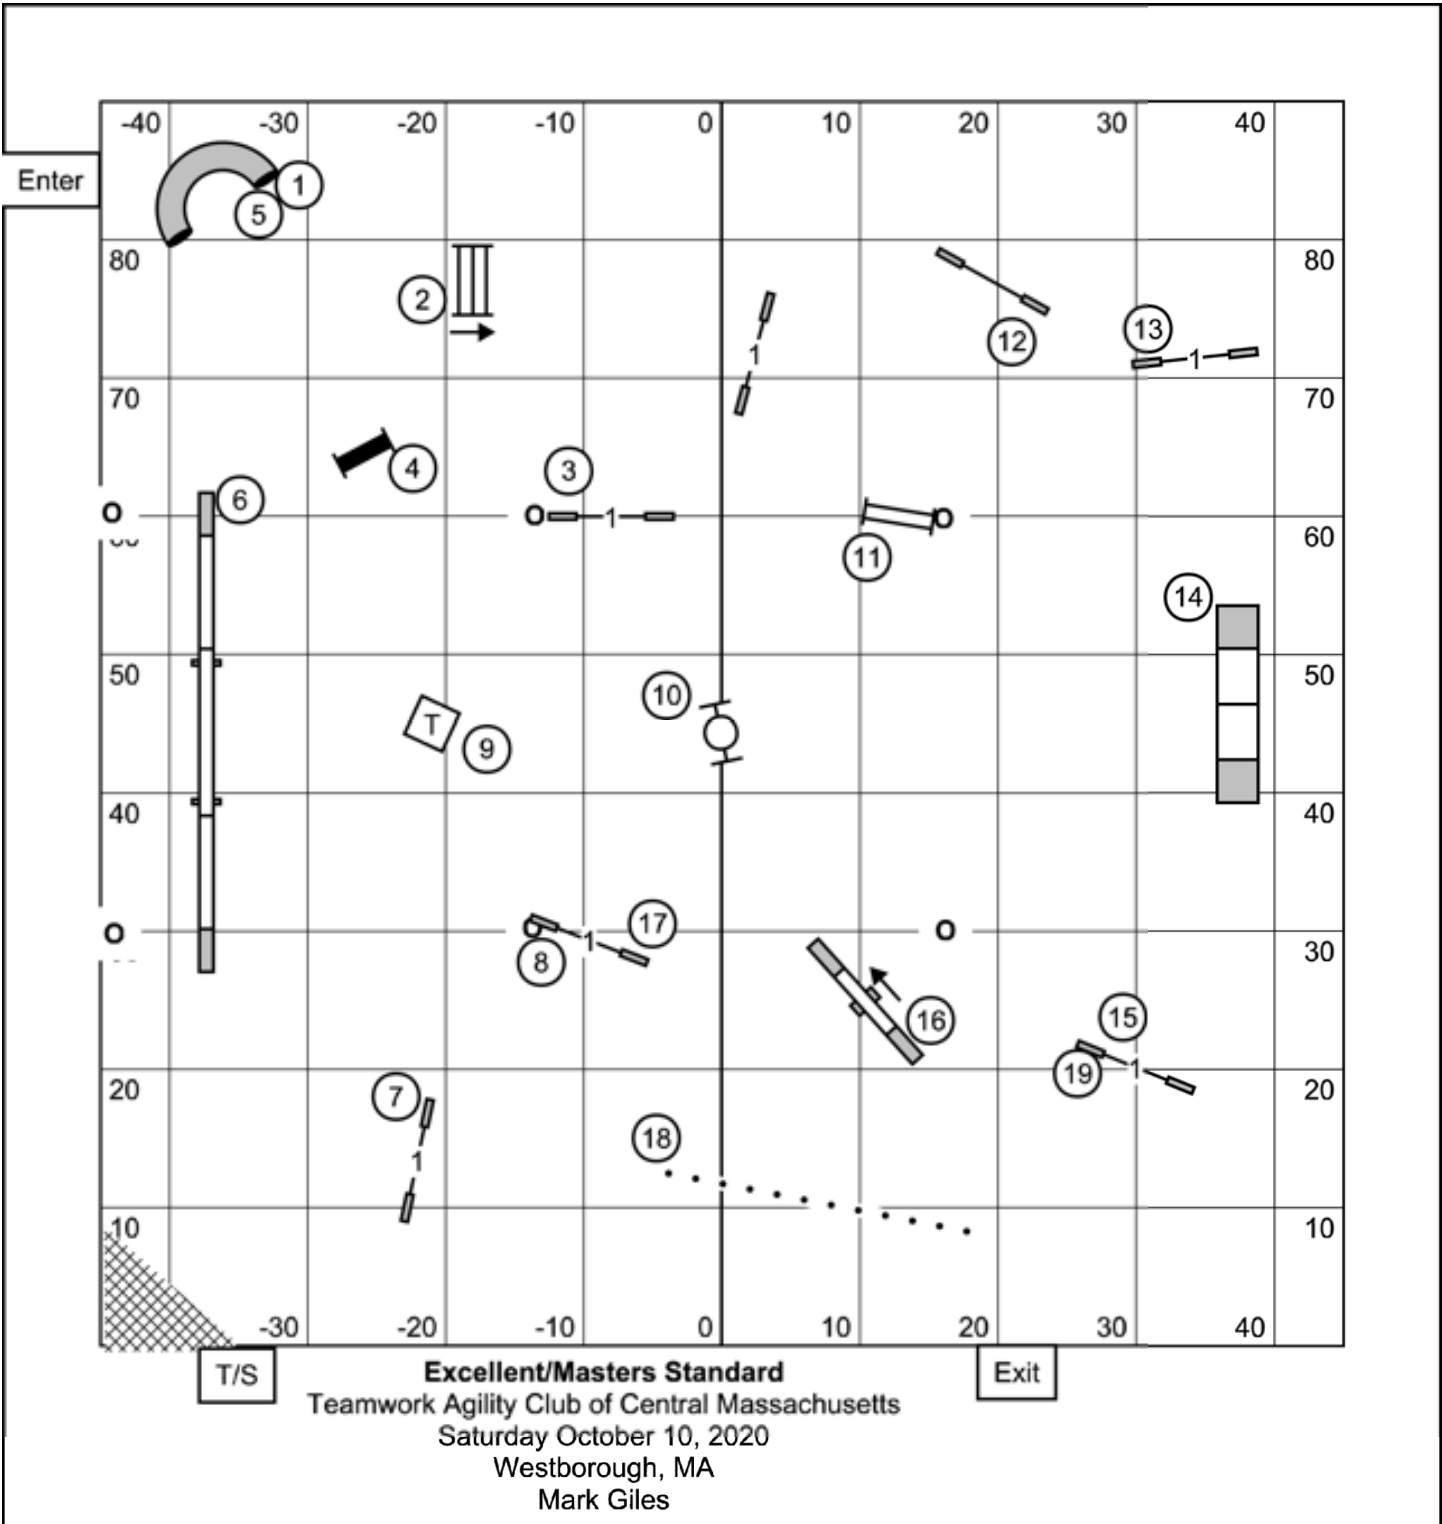 -40 -30 -20 -10 0 10 20 30 40
Enter
1
5
80 80
2
13
12
1
1
70 70
3
4
6
O O 1 O
60
11
14
50 50
10
T
9
40 40
17
O O 1 O
8
30
16
15
1
19
20 20
7
18
1
10 10
-30 -20 -10 0 10 20 30 40
T/S
Exit
Excellent/Masters Standard
Teamwork Agility Club of Central Massachusetts
Saturday October 10, 2020
Westborough, MA
Mark Giles